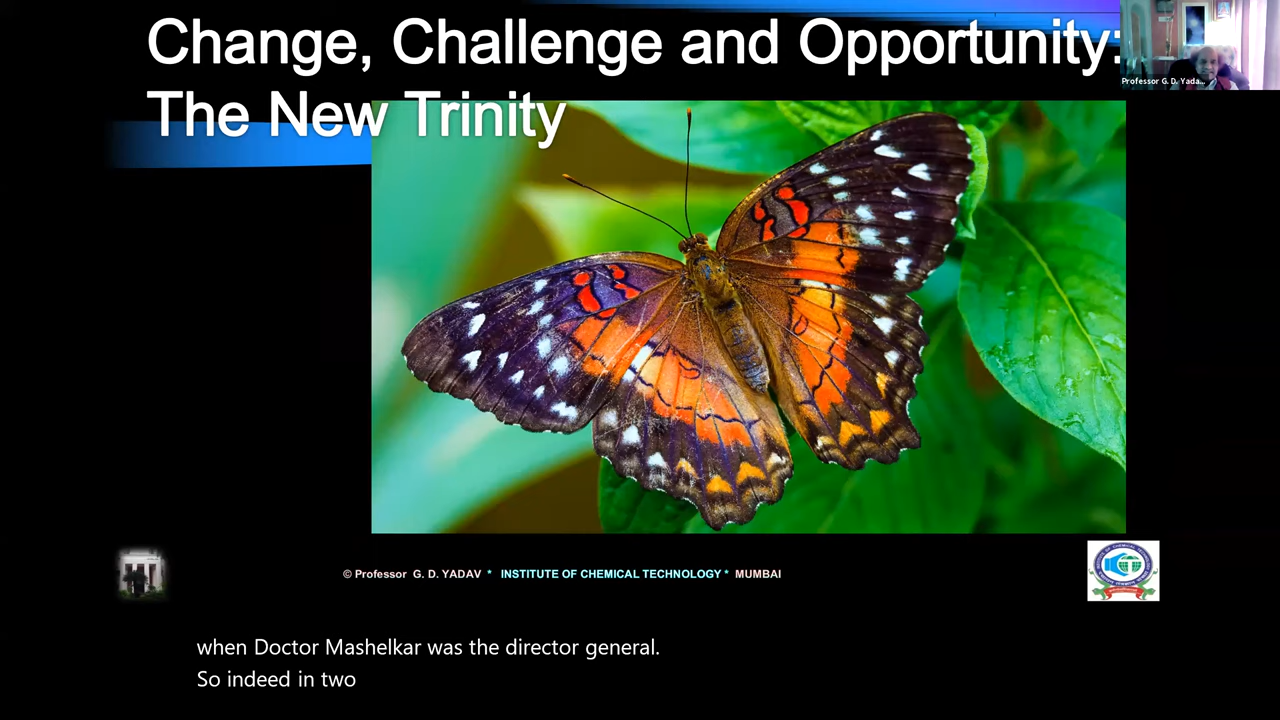 Change, Challenge and Opportunity:
The New Trinity
Professor G. D. Yada...
© Professor G. D. YADAV * INSTITUTE OF CHEMICAL TECHNOLOGY * MUMBAI
when Doctor Mashelkar was the director general.
So indeed in two